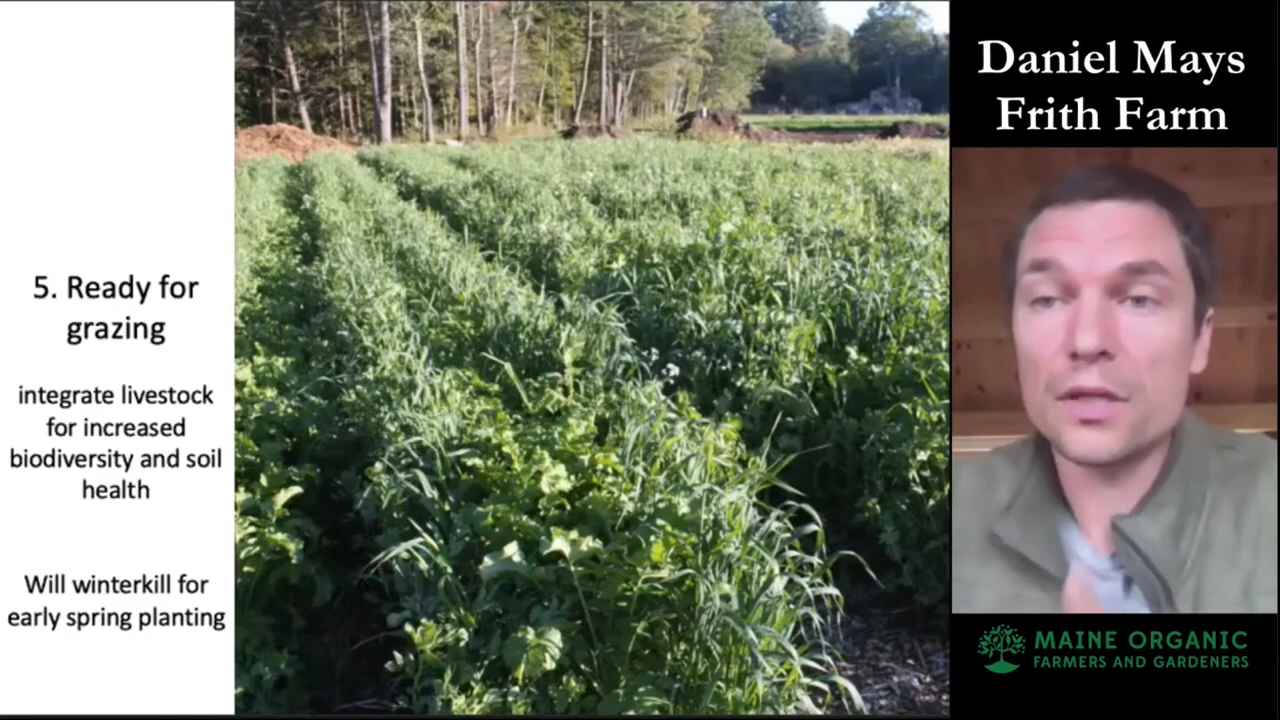 5. Ready for
grazing
integrate livestock
for increased
biodiversity and soil
health
Will winterkill for
early spring planting
Daniel Mays
Frith Farm
MAINE ORGANIC
FARMERS AND GARDENERS